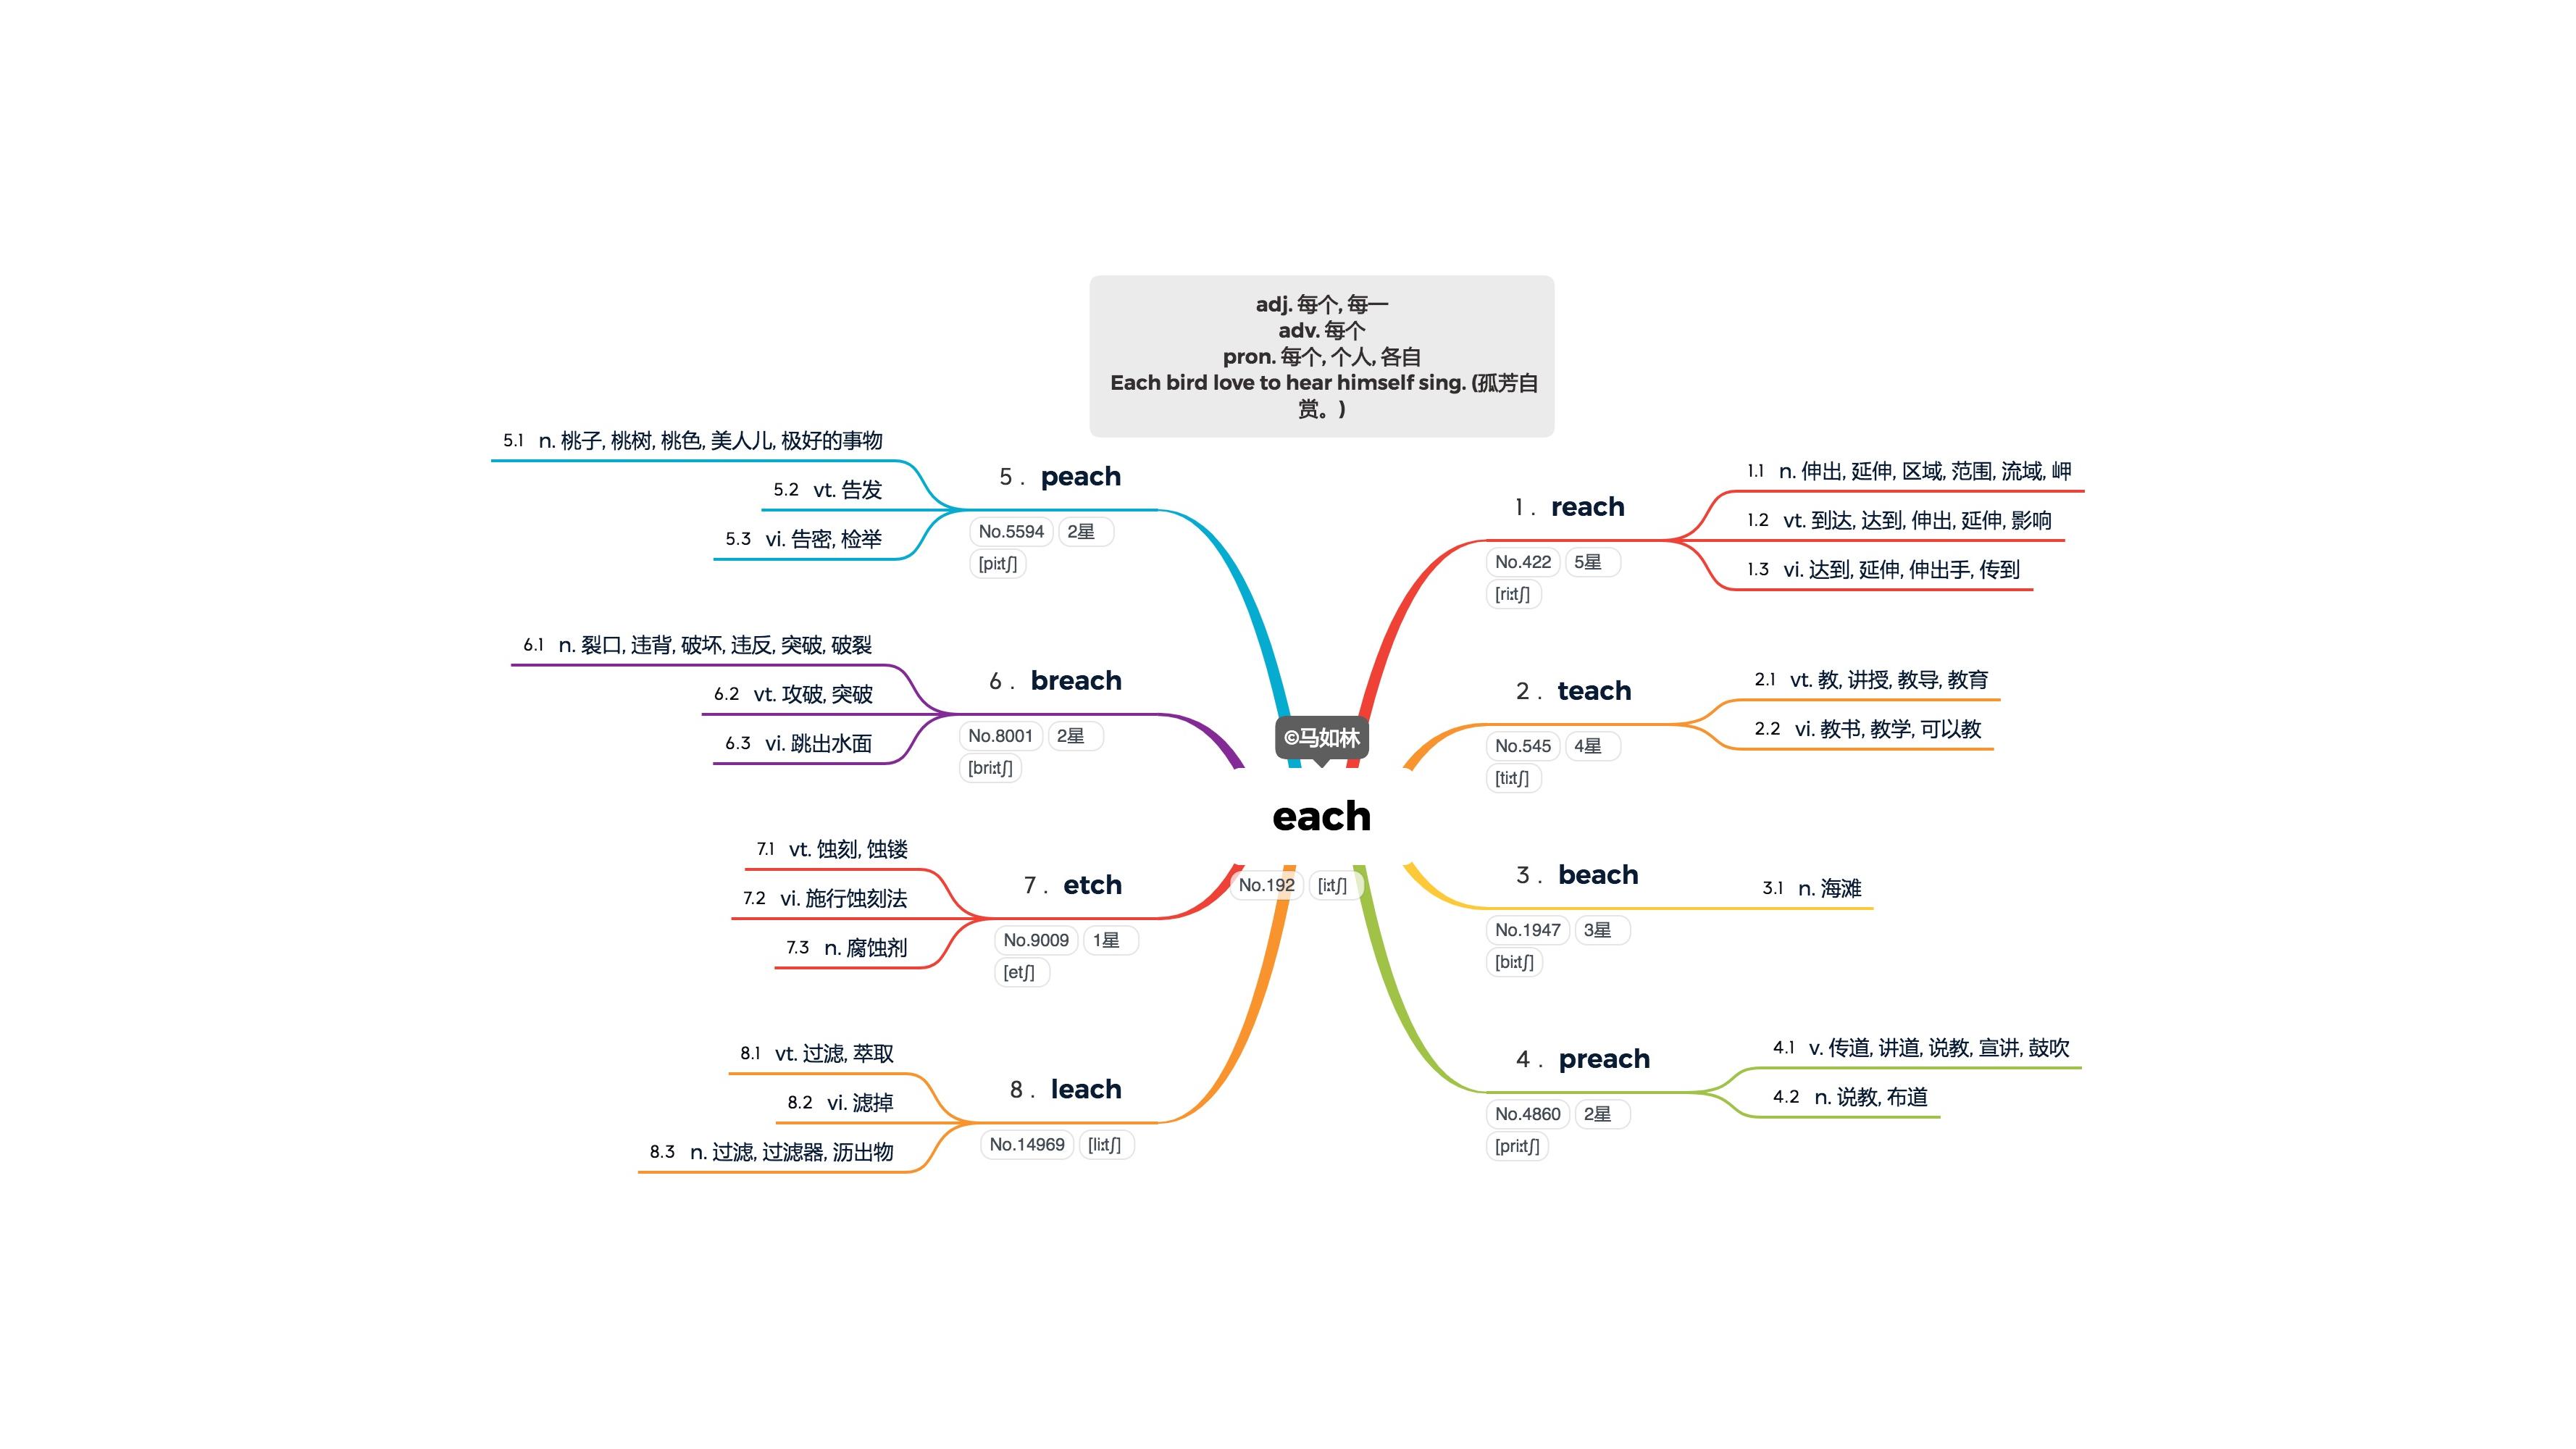 adj. 每个, 每一
adv. 每个
pron. 每个, 个人, 各自
Each bird love to hear himself sing. (孤芳自
赏。)
©马如林
each
No.192 [iːtʃ]
1. reach
No.422 5星
[riːtʃ]
1.1 n. 伸出, 延伸, 区域, 范围, 流域, 岬
1.2 vt. 到达, 达到, 伸出, 延伸, 影响
1.3 vi. 达到, 延伸, 伸出手, 传到
2. teach
No.545 4星
[tiːtʃ]
2.1 vt. 教, 讲授, 教导, 教育
2.2 vi. 教书, 教学, 可以教
3. beach
No.1947 3星
[biːtʃ]
3.1 n. 海滩
4. preach
No.4860 2星
[priːtʃ]
4.1 v. 传道, 讲道, 说教, 宣讲, 鼓吹
4.2 n. 说教, 布道
5. peach
No.5594 2星
[piːtʃ]
5.1 n. 桃子, 桃树, 桃色, 美人儿, 极好的事物
5.2 vt. 告发
5.3 vi. 告密, 检举
6. breach
No.8001 2星
[briːtʃ]
6.1 n. 裂口, 违背, 破坏, 违反, 突破, 破裂
6.2 vt. 攻破, 突破
6.3 vi. 跳出水面
7. etch
No.9009 1星
[etʃ]
7.1 vt. 蚀刻, 蚀镂
7.2 vi. 施行蚀刻法
7.3 n. 腐蚀剂
8. leach
No.14969 [liːtʃ]
8.1 vt. 过滤, 萃取
8.2 vi. 滤掉
8.3 n. 过滤, 过滤器, 沥出物